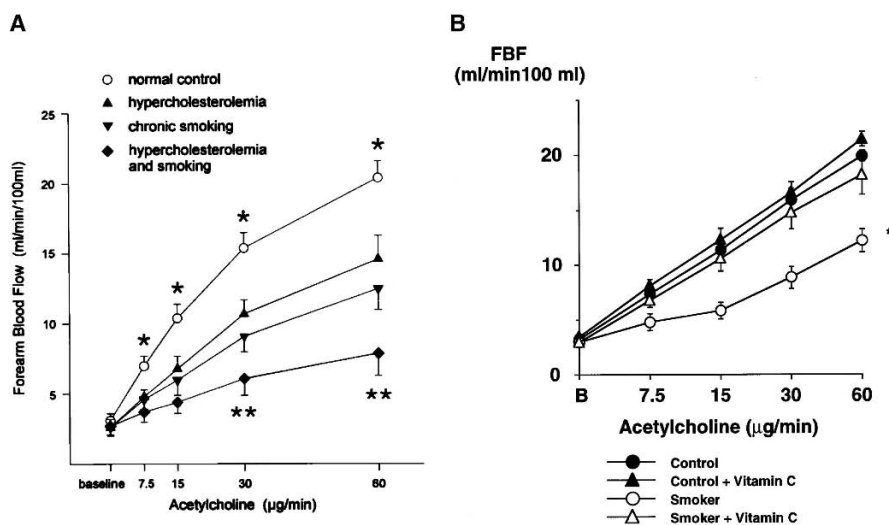 A
normal control
hypercholesterolemia
chronic smoking
hypercholesterolemia
and smoking
Forearm Blood Flow (ml/min/100ml)
25
20
15
10
5
*
*
*
*
**
**
baseline 7.5 15 30 60
Acetylcholine (µg/min)
B
FBF
(ml/min100 ml)
20
10
0
*
B 7.5 15 30 60
Acetylcholine (µg/min)
Control
Control + Vitamin C
Smoker
Smoker + Vitamin C